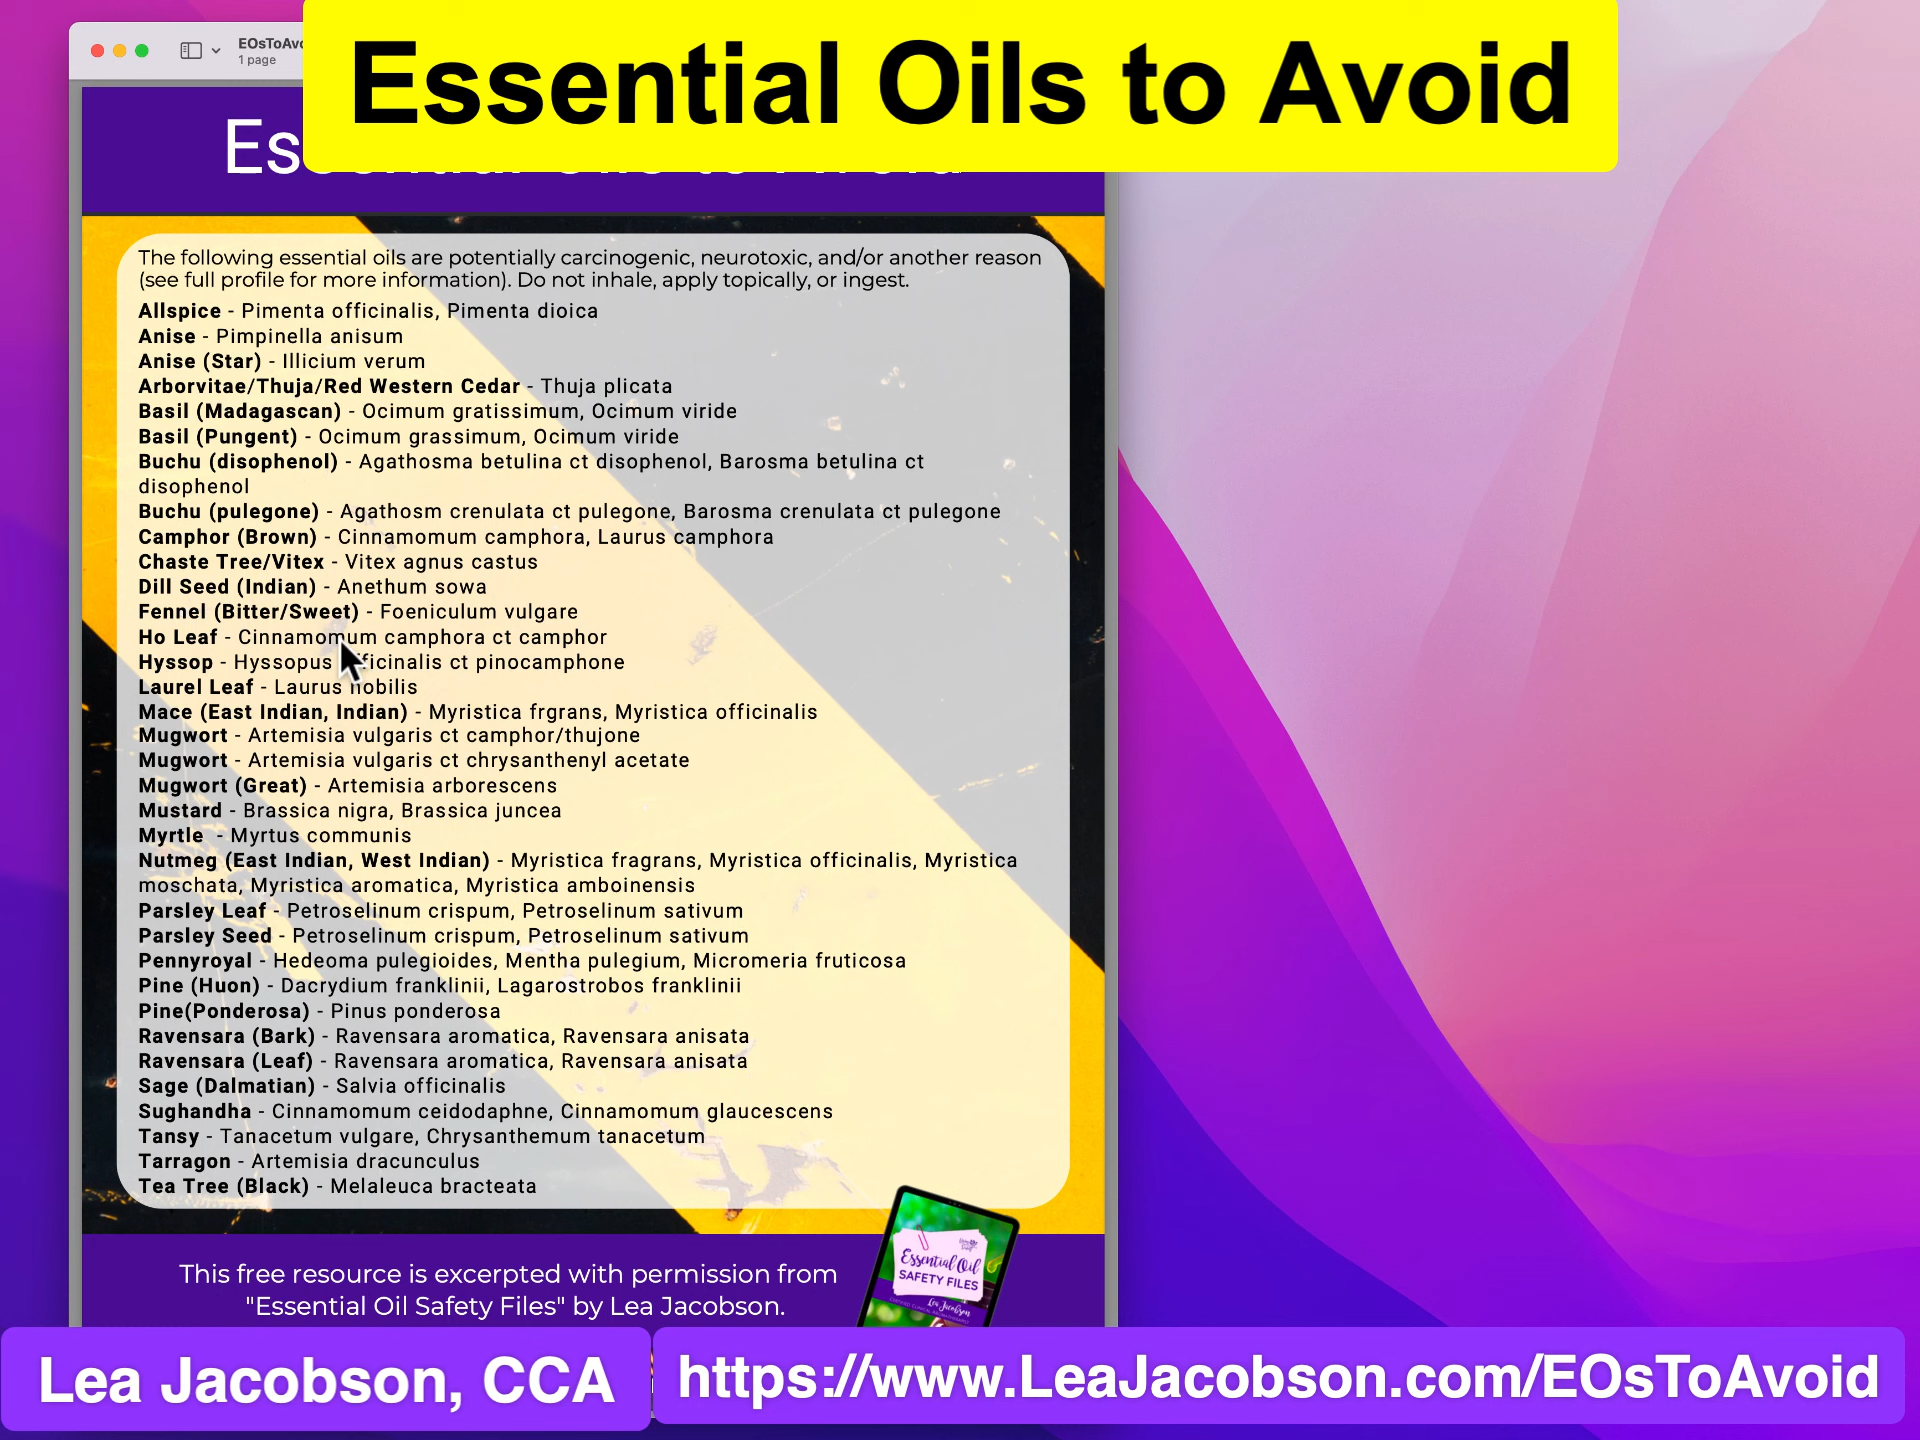 EOsToAvo
1 page
Essential Oils to Avoid
Es
The following essential oils are potentially carcinogenic, neurotoxic, and/or another reason
(see full profile for more information). Do not inhale, apply topically, or ingest.
Allspice - Pimenta officinalis, Pimenta dioica
Anise - Pimpinella anisum
Anise (Star) - Illicium verum
Arborvitae/Thuja/Red Western Cedar - Thuja plicata
Basil (Madagascan) - Ocimum gratissimum, Ocimum viride
Basil (Pungent) - Ocimum grassimum, Ocimum viride
Buchu (disophenol) - Agathosma betulina ct disophenol, Barosma betulina ct
disophenol
Buchu (pulegone) - Agathosm crenulata ct pulegone, Barosma crenulata ct pulegone
Camphor (Brown) - Cinnamomum camphora, Laurus camphora
Chaste Tree/Vitex - Vitex agnus castus
Dill Seed (Indian) - Anethum sowa
Fennel (Bitter/Sweet) - Foeniculum vulgare
Ho Leaf - Cinnamomum camphora ct camphor
Hyssop - Hyssopus officinalis ct pinocamphone
Laurel Leaf - Laurus nobilis
Mace (East Indian, Indian) - Myristica frgrans, Myristica officinalis
Mugwort - Artemisia vulgaris ct camphor/thujone
Mugwort - Artemisia vulgaris ct chrysanthenyl acetate
Mugwort (Great) - Artemisia arborescens
Mustard - Brassica nigra, Brassica juncea
Myrtle - Myrtus communis
Nutmeg (East Indian, West Indian) - Myristica fragrans, Myristica officinalis, Myristica
moschata, Myristica aromatica, Myristica amboinensis
Parsley Leaf - Petroselinum crispum, Petroselinum sativum
Parsley Seed - Petroselinum crispum, Petroselinum sativum
Pennyroyal - Hedeoma pulegioides, Mentha pulegium, Micromeria fruticosa
Pine (Huon) - Dacrydium franklinii, Lagarostrobos franklinii
Pine(Ponderosa) - Pinus ponderosa
Ravensara (Bark) - Ravensara aromatica, Ravensara anisata
Ravensara (Leaf) - Ravensara aromatica, Ravensara anisata
Sage (Dalmatian) - Salvia officinalis
Sughandha - Cinnamomum ceidodaphne, Cinnamomum glaucescens
Tansy - Tanacetum vulgare, Chrysanthemum tanacetum
Tarragon - Artemisia dracunculus
Tea Tree (Black) - Melaleuca bracteata
This free resource is excerpted with permission from
"Essential Oil Safety Files" by Lea Jacobson.
Essential Oil
SAFETY FILES
Lea Jacobson
Lea Jacobson, CCA
https://www.LeaJacobson.com/EOsToAvoid